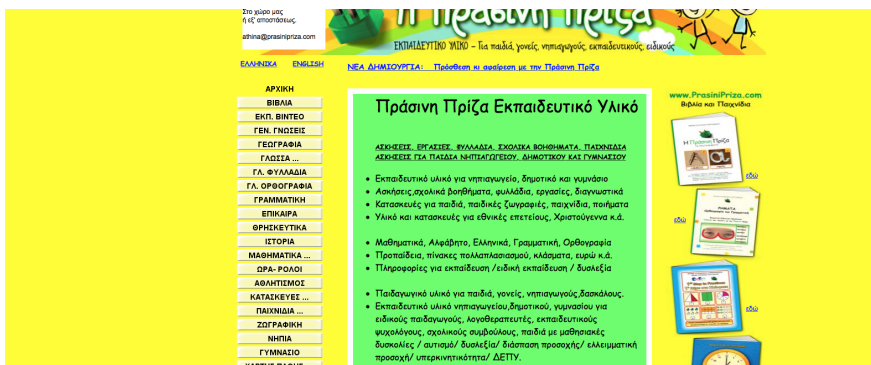 Στο χώρο μας
ή εξ' αποστάσεως.
athina@prasinipriza.com
Η Πράσινη Πρίζα
ΕΚΠΑΙΔΕΥΤΙΚΟ ΥΛΙΚΟ – Για παιδιά, γονείς, νηπιαγωγούς, εκπαιδευτικούς, ειδικούς
ΕΛΛΗΝΙΚΑ ENGLISH
ΝΕΑ ΔΗΜΙΟΥΡΓΙΑ: Πρόσθεση κι αφαίρεση με την Πράσινη Πρίζα
ΑΡΧΙΚΗ
ΒΙΒΛΙΑ
ΕΚΠ. ΒΙΝΤΕΟ
ΓΕΝ. ΓΝΩΣΕΙΣ
ΓΕΩΓΡΑΦΙΑ
ΓΛΩΣΣΑ ...
ΓΛ. ΦΥΛΛΑΔΙΑ
ΓΛ. ΟΡΘΟΓΡΑΦΙΑ
ΓΡΑΜΜΑΤΙΚΗ
ΕΠΙΚΑΙΡΑ
ΘΡΗΣΚΕΥΤΙΚΑ
ΙΣΤΟΡΙΑ
ΜΑΘΗΜΑΤΙΚΑ ...
ΩΡΑ- ΡΟΛΟΙ
ΑΘΛΗΤΙΣΜΟΣ
ΚΑΤΑΣΚΕΥΕΣ ...
ΠΑΙΧΝΙΔΙΑ ...
ΖΩΓΡΑΦΙΚΗ
ΝΗΠΙΑ
ΓΥΜΝΑΣΙΟ
Πράσινη Πρίζα Εκπαιδευτικό Υλικό
ΑΣΚΗΣΕΙΣ, ΕΡΓΑΣΙΕΣ, ΦΥΛΛΑΔΙΑ, ΣΧΟΛΙΚΑ ΒΟΗΘΗΜΑΤΑ, ΠΑΙΧΝΙΔΙΑ
ΑΣΚΗΣΕΙΣ ΓΙΑ ΠΑΙΔΙΑ ΝΗΠΙΑΓΩΓΕΙΟΥ, ΔΗΜΟΤΙΚΟΥ ΚΑΙ ΓΥΜΝΑΣΙΟΥ
• Εκπαιδευτικό υλικό για νηπιαγωγείο, δημοτικό και γυμνάσιο
• Ασκήσεις,σχολικά βοηθήματα, φυλλάδια, εργασίες, διαγνωστικά
• Κατασκευές για παιδιά, παιδικές ζωγραφιές, παιχνίδια, ποιήματα
• Υλικό και κατασκευές για εθνικές επετείους, Χριστούγεννα κ.ά.
• Μαθηματικά, Αλφάβητο, Ελληνικά, Γραμματική, Ορθογραφία
• Προπαίδεια, πίνακες πολλαπλασιασμού, κλάσματα, ευρώ κ.ά.
• Πληροφορίες για εκπαίδευση /ειδική εκπαίδευση / δυσλεξία
• Παιδαγωγικό υλικό για παιδιά, γονείς, νηπιαγωγούς,δασκάλους.
• Εκπαιδευτικό υλικό νηπιαγωγείου,δημοτικού, γυμνασίου για
ειδικούς παιδαγωγούς, λογοθεραπευτές, εκπαιδευτικούς
ψυχολόγους, σχολικούς συμβούλους, παιδιά με μαθησιακές
δυσκολίες / αυτισμό/ δυσλεξία/ διάσπαση προσοχής/ ελλειμματική
προσοχή/ υπερκινητικότητα/ ΔΕΠΥ.
www.PrasiniPriza.com
Βιβλία και Παιχνίδια
Η Πράσινη Πρίζα
εδώ
εδώ
εδώ